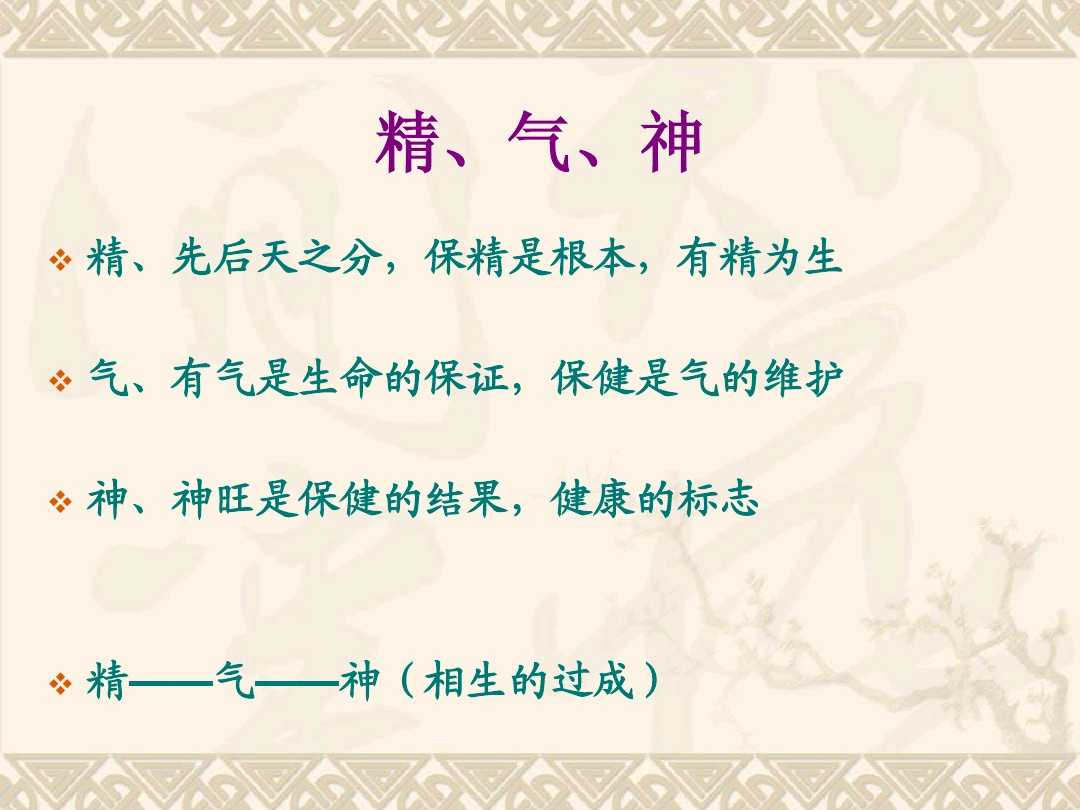 精、气、神
精、先后天之分，保精是根本，有精为生
气、有气是生命的保证，保健是气的维护
神、神旺是保健的结果，健康的标志
精——气——神（相生的过成）